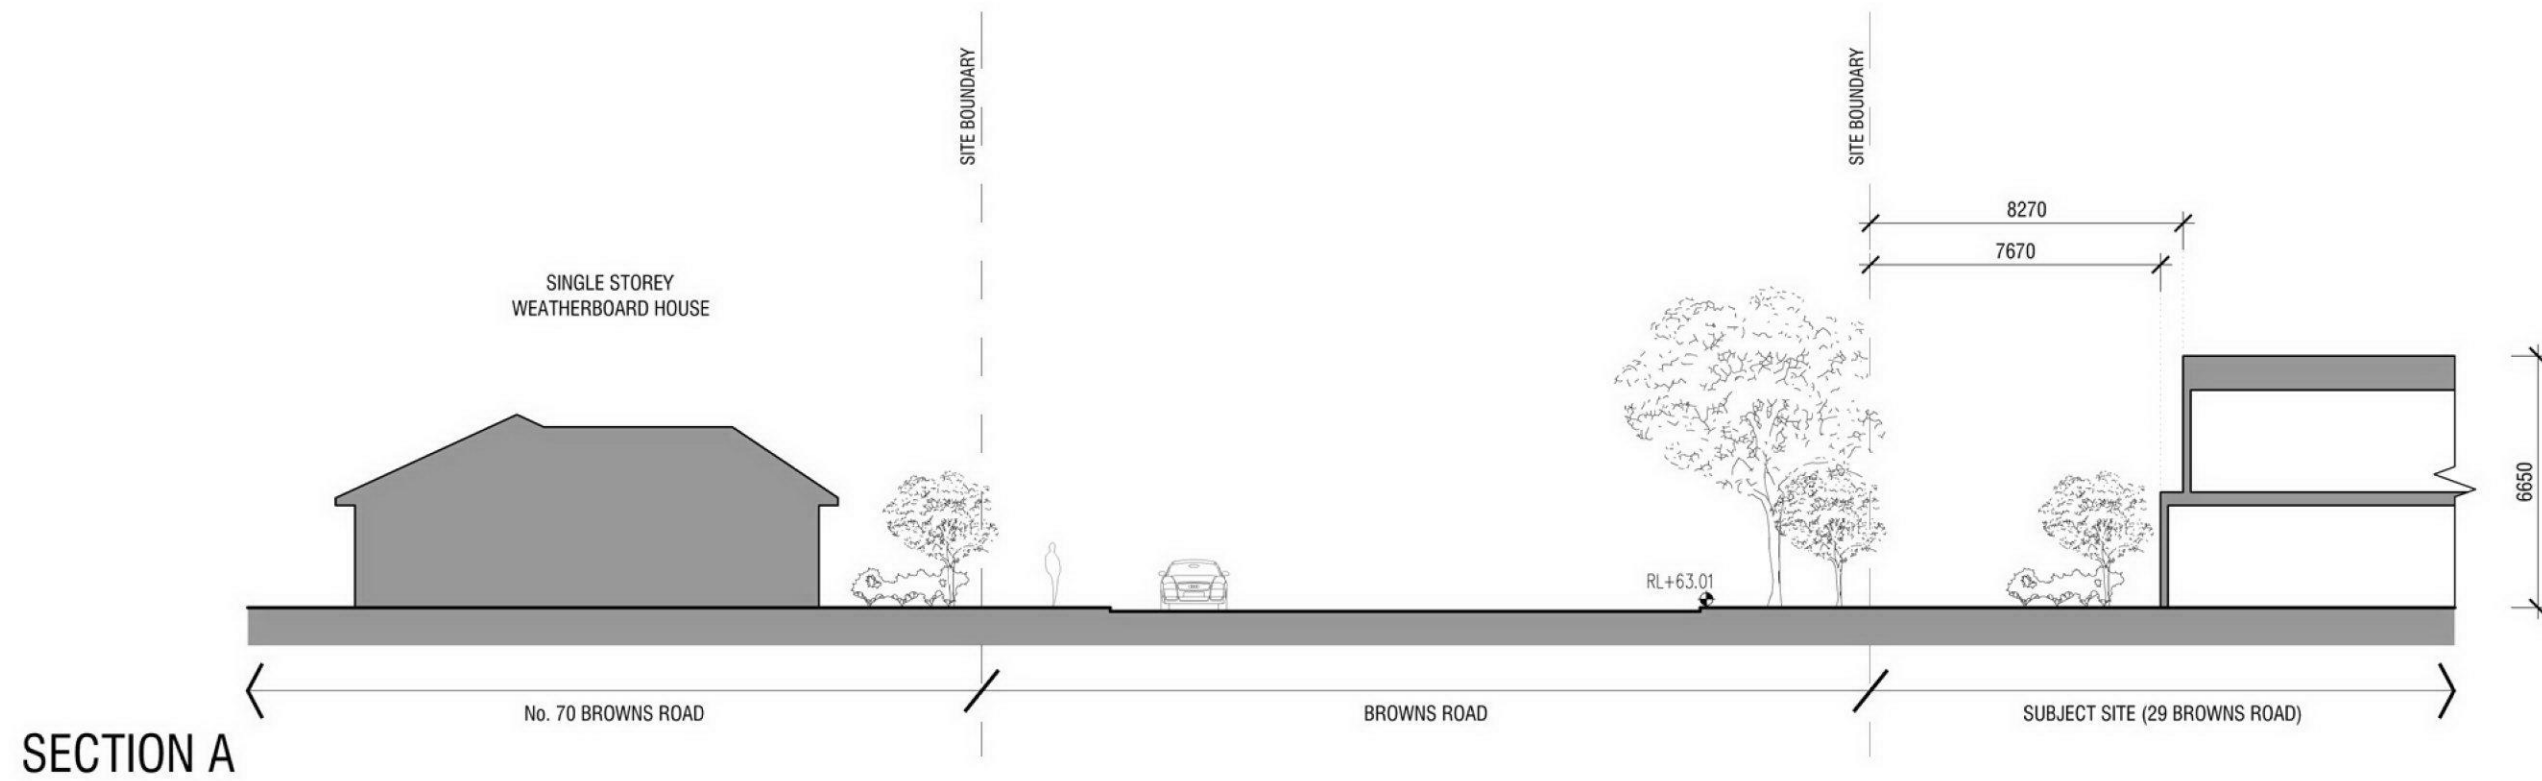 SITE BOUNDARY
SITE BOUNDARY
8270
7670
SINGLE STOREY
WEATHERBOARD HOUSE
6650
RL+63.01
No. 70 BROWNS ROAD
BROWNS ROAD
SUBJECT SITE (29 BROWNS ROAD)
SECTION A